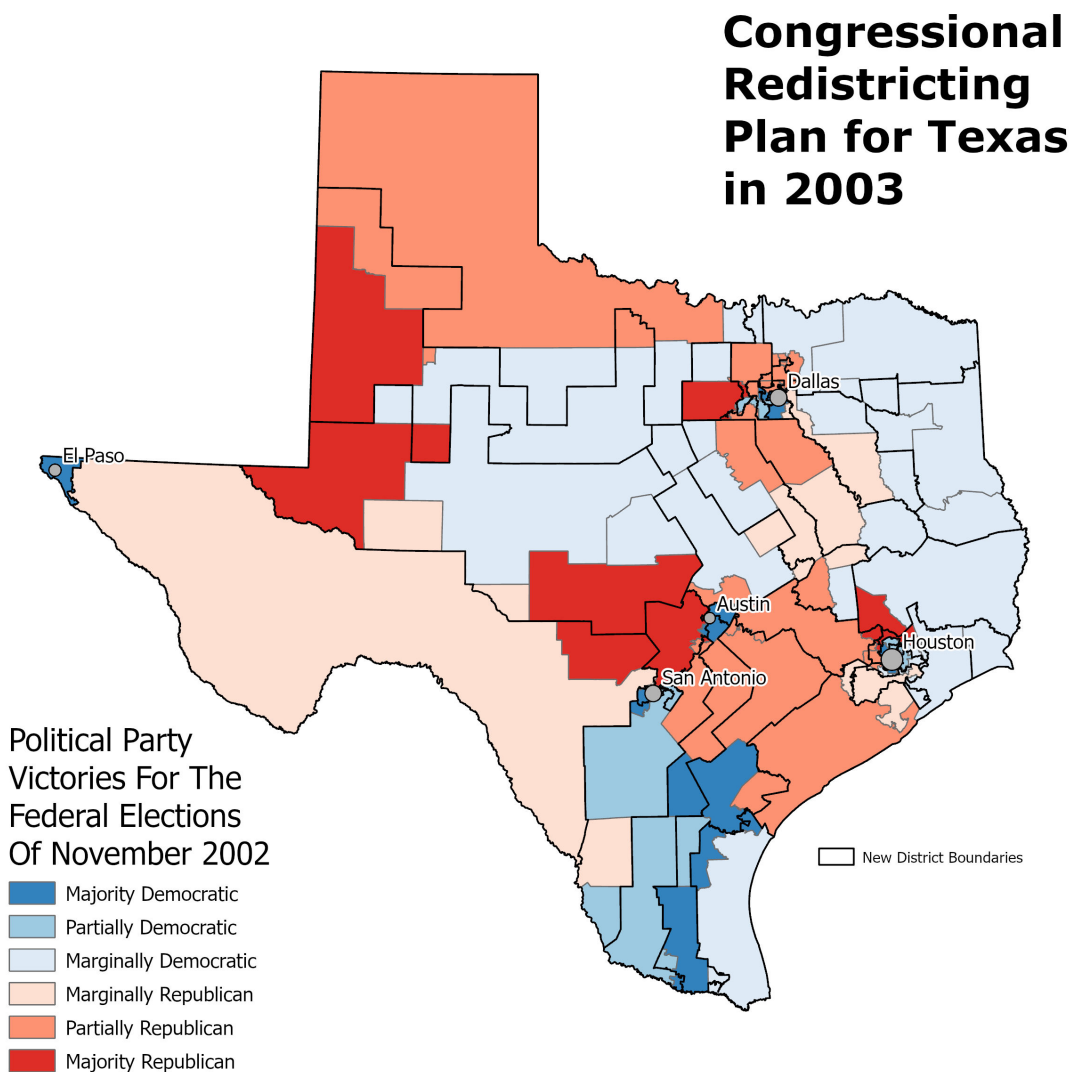 Congressional
Redistricting
Plan for Texas
in 2003
Dallas
El Paso
Austin
Houston
San Antonio
Political Party
Victories For The
Federal Elections
Of November 2002
Majority Democratic
Partially Democratic
Marginally Democratic
Marginally Republican
Partially Republican
Majority Republican
New District Boundaries